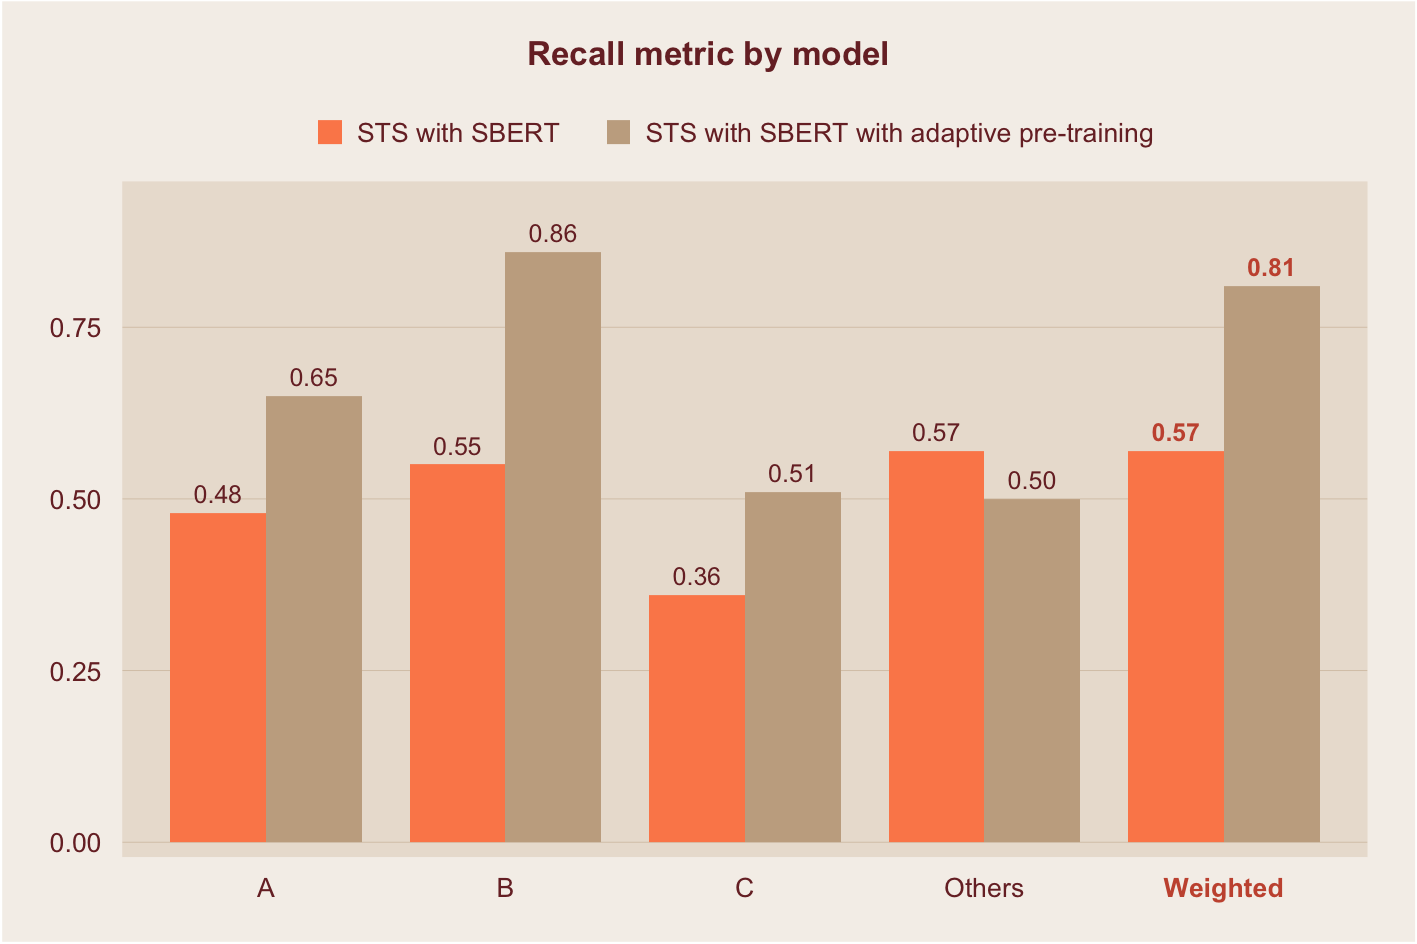 Recall metric by model
STS with SBERT
STS with SBERT with adaptive pre-training
0.86
0.81
0.75
0.65
0.55
0.57
0.57
0.48
0.50
0.51
0.50
0.36
0.25
0.00
A
B
C
Others
Weighted